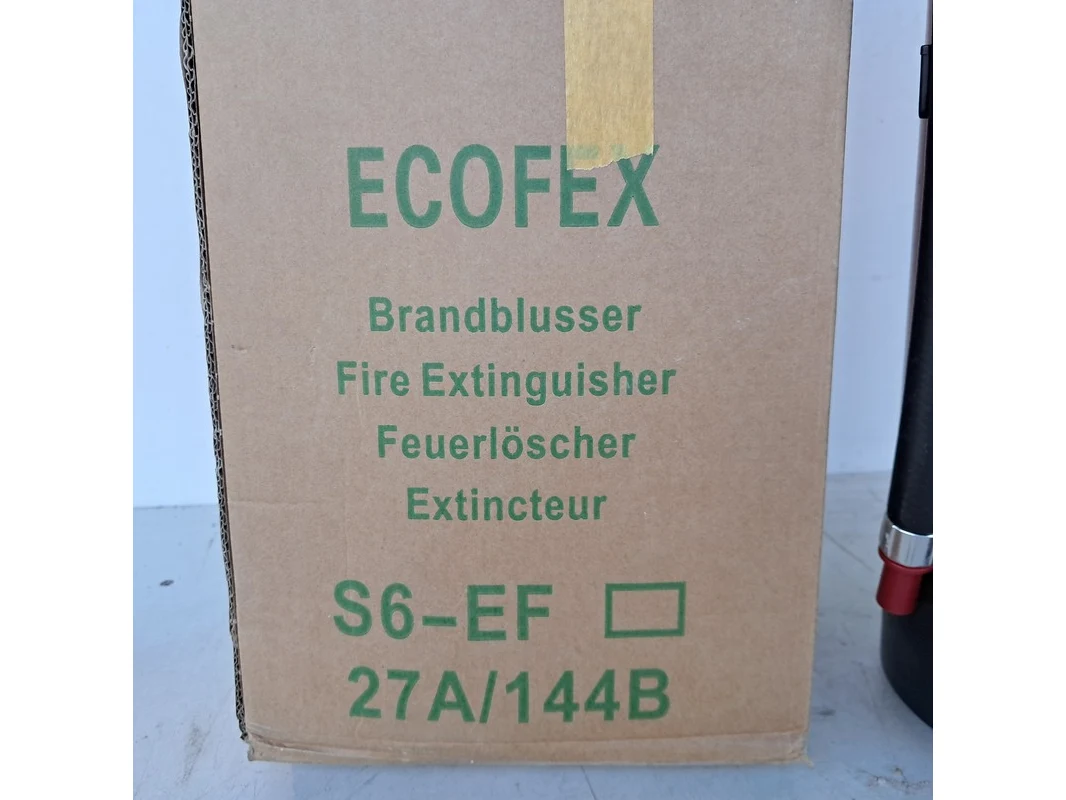 ECOFEX
Brandblusser
Fire Extinguisher
Feuerlöscher
Extincteur
S6-EF
27A/144B